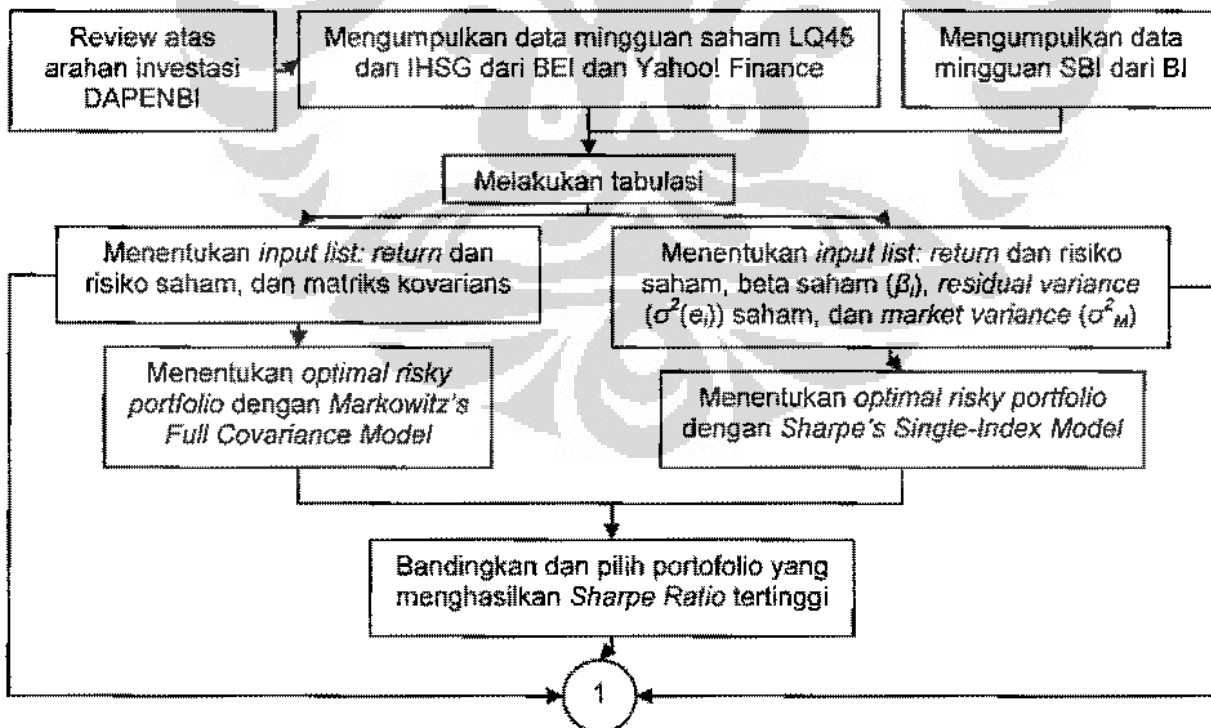 Review atas
arahan investasi
DAPENBI
Mengumpulkan data mingguan saham LQ45
dan IHSG dari BEI dan Yahoo! Finance
Mengumpulkan data
mingguan SBI dari BI
Melakukan tabulasi
Menentukan input list: return dan
risiko saham, dan matriks kovarians
Menentukan input list: return dan risiko
saham, beta saham (βᵢ), residual variance
(σ²(eᵢ)) saham, dan market variance (σ²ₘ)
Menentukan optimal risky
portfolio dengan Markowitz's
Full Covariance Model
Menentukan optimal risky portfolio
dengan Sharpe's Single-Index Model
Bandingkan dan pilih portofolio yang
menghasilkan Sharpe Ratio tertinggi
1